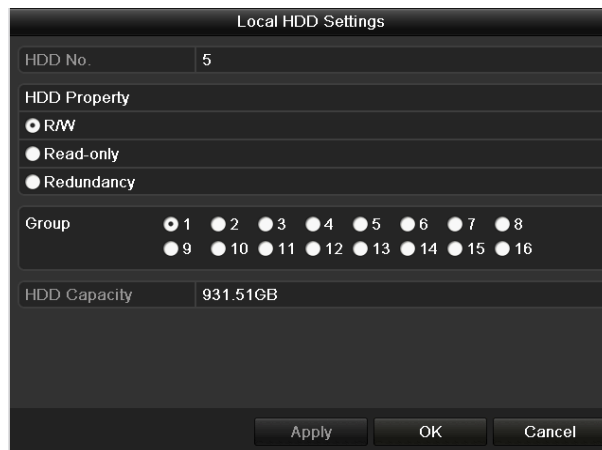 Local HDD Settings
HDD No. 5
HDD Property
R/W
Read-only
Redundancy
Group 1 2 3 4 5 6 7 8
9 10 11 12 13 14 15 16
HDD Capacity 931.51GB
Apply OK Cancel